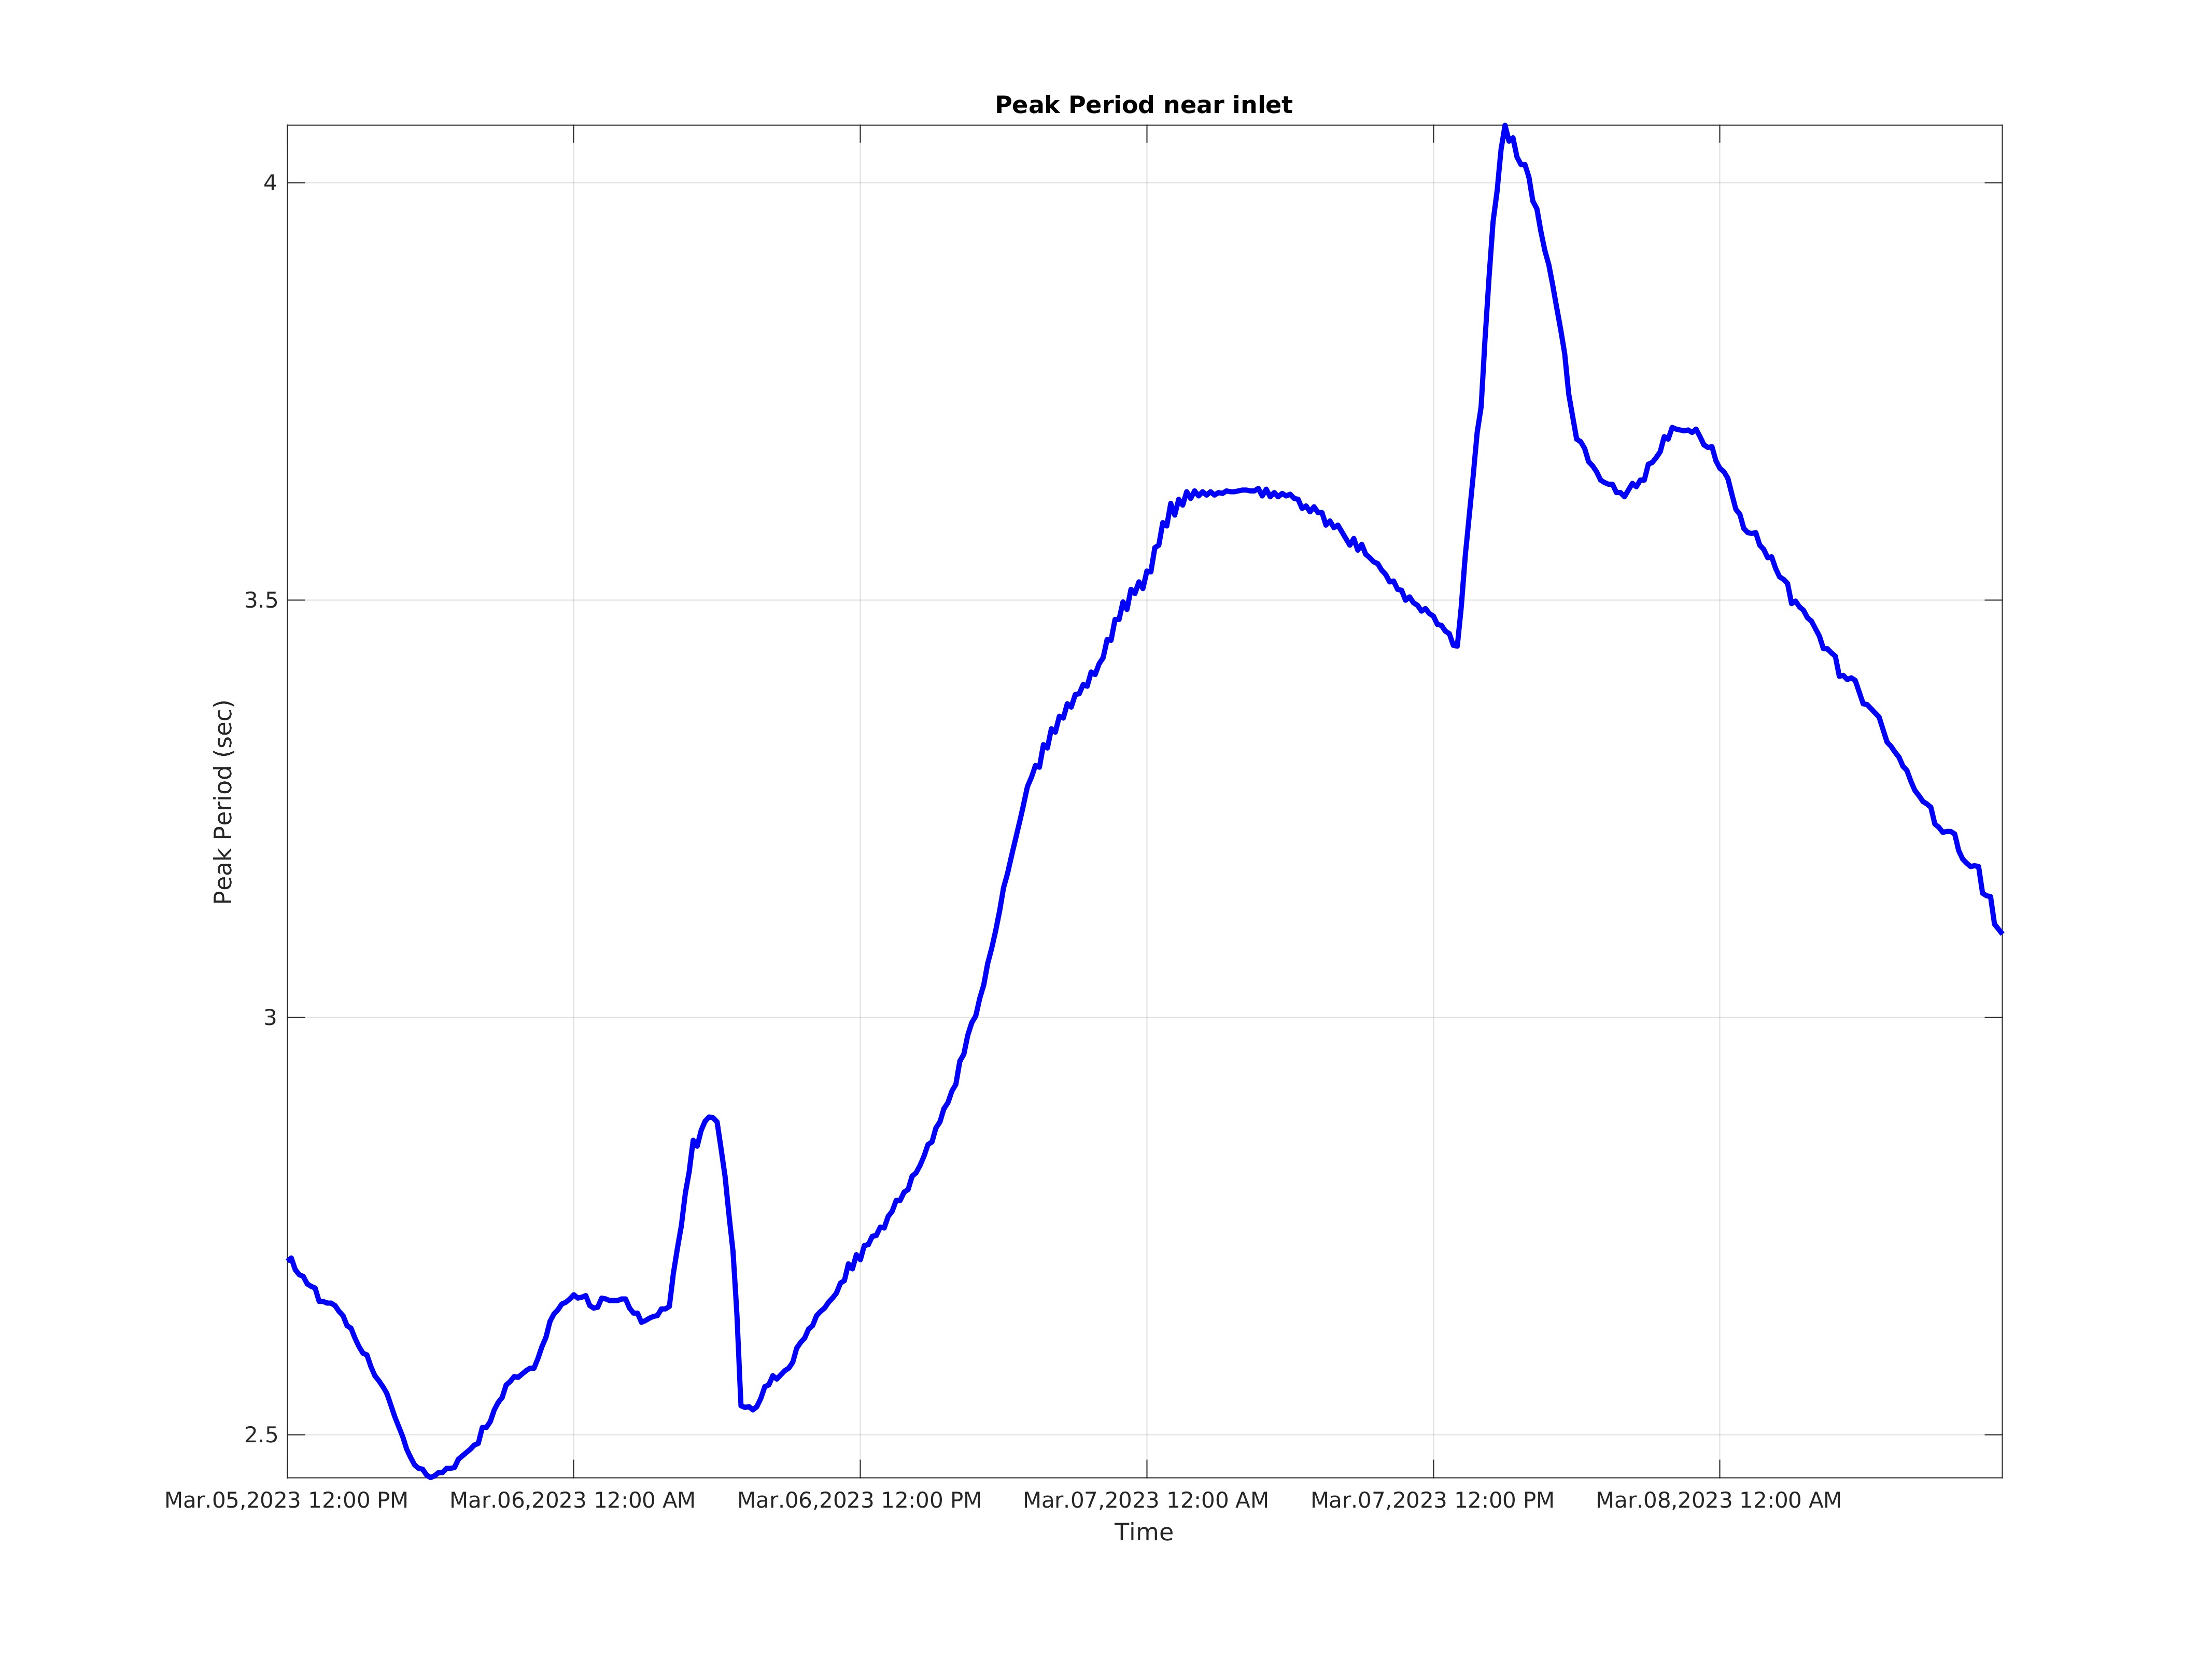 Peak Period near inlet
4
3.5
3
2.5
Peak Period (sec)
Mar.05,2023 12:00 PM Mar.06,2023 12:00 AM Mar.06,2023 12:00 PM Mar.07,2023 12:00 AM Mar.07,2023 12:00 PM Mar.08,2023 12:00 AM
Time